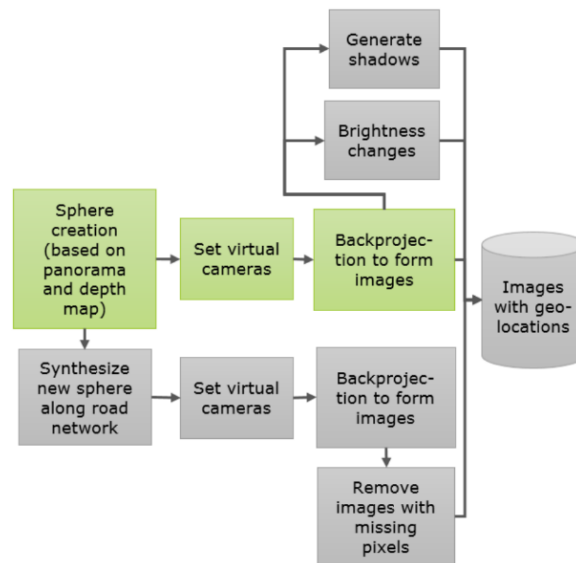 Generate
shadows
Brightness
changes
Sphere
creation
(based on
panorama
and depth
map)
Set virtual
cameras
Backprojec-
tion to form
images
Images
with geo-
locations
Synthesize
new sphere
along road
network
Set virtual
cameras
Backprojec-
tion to form
images
Remove
images with
missing
pixels